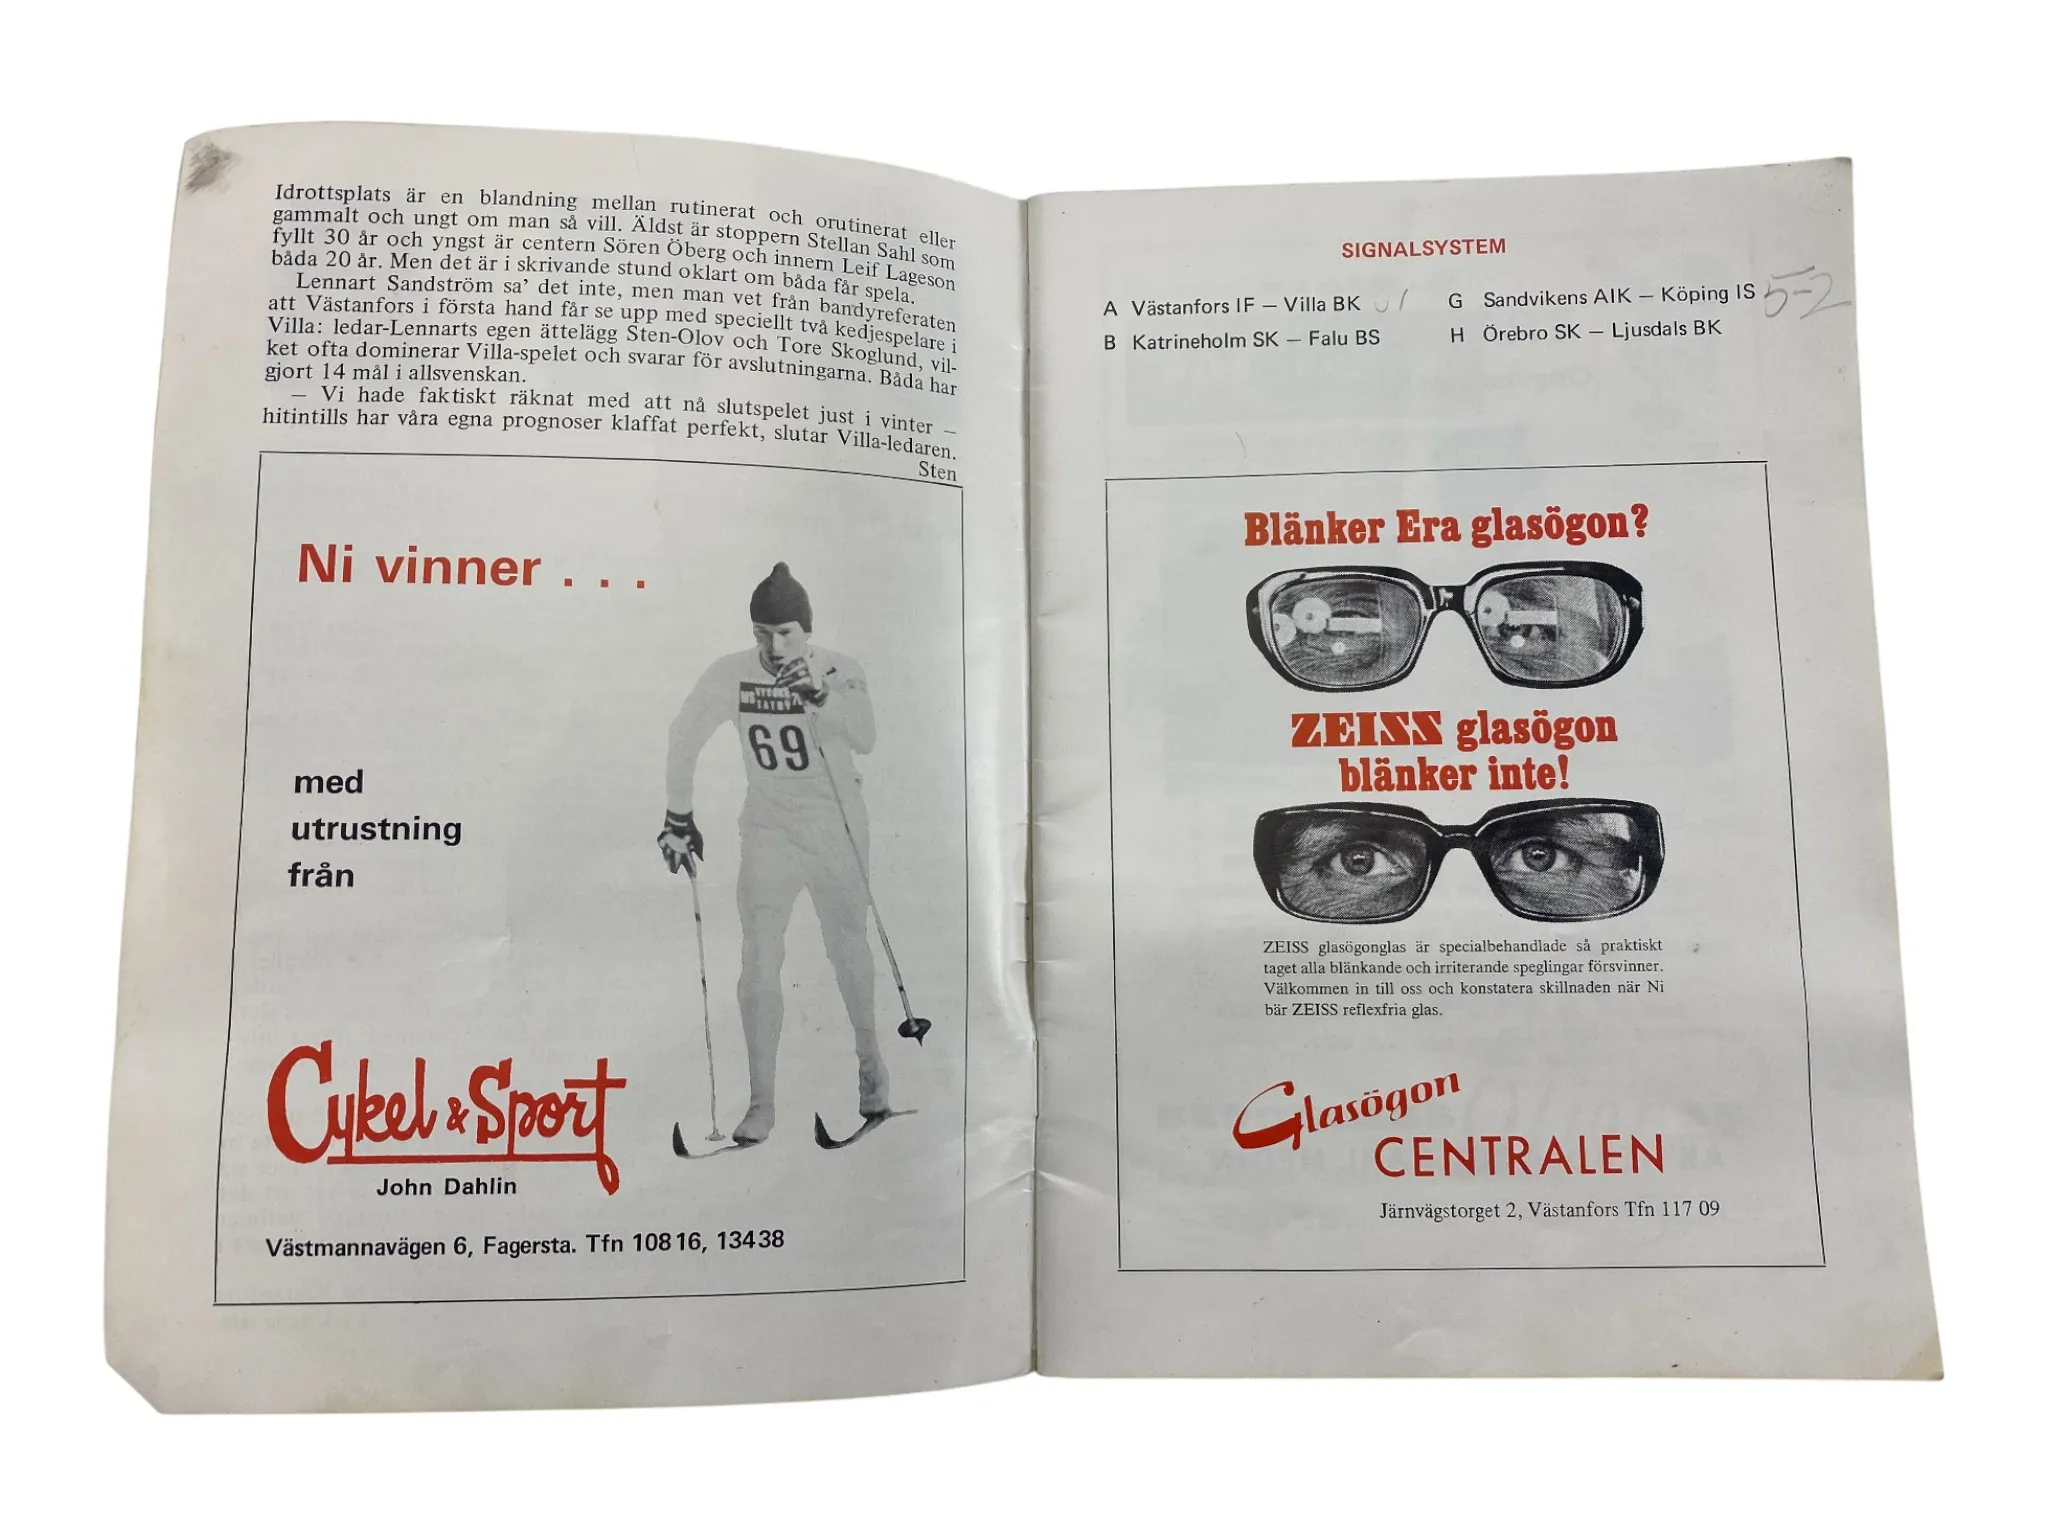 Idrottsplats är en blandning mellan rutinerat och orutinerat eller
gammalt och ungt om man så vill. Äldst är stoppern Stellan Sahl som
fyllt 30 år och yngst är centern Sören Öberg och innern Leif Lageson
båda 20 år. Men det är i skrivande stund oklart om båda får spela.
Lennart Sandström sa' det inte, men man vet från bandyreferaten
att Västanfors i första hand får se upp med speciellt två kedjespelare i
Villa: ledar-Lennarts egen ättelägg Sten-Olov och Tore Skoglund, vil-
ket ofta dominerar Villa-spelet och svarar för avslutningarna. Båda har
gjort 14 mål i allsvenskan.
— Vi hade faktiskt räknat med att nå slutspelet just i vinter —
hitintills har våra egna prognoser klaffat perfekt, slutar Villa-ledaren.
Sten
Ni vinner . . .
MS VYSOKE
TATRY
69
med
utrustning
från
Cykel & Sport
John Dahlin
Västmannavägen 6, Fagersta. Tfn 108 16, 134 38
SIGNALSYSTEM
A Västanfors IF — Villa BK
B Katrineholm SK — Falu BS
G Sandvikens AIK — Köping IS 5-2
H Örebro SK — Ljusdals BK
Blänker Era glasögon?
ZEISS glasögon
blänker inte!
ZEISS glasögonglas är specialbehandlade så praktiskt
taget alla blänkande och irriterande speglingar försvinner.
Välkommen in till oss och konstatera skillnaden när Ni
bär ZEISS reflexfria glas.
Glasögon
CENTRALEN
Järnvägstorget 2, Västanfors Tfn 117 09